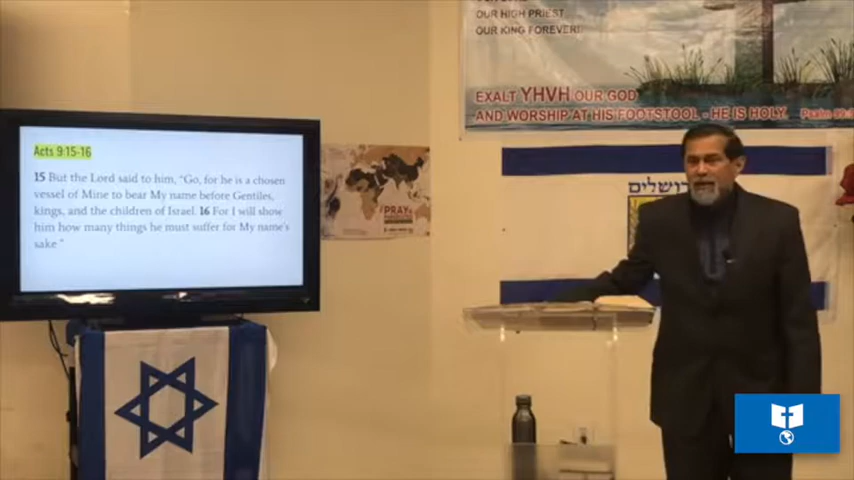 Acts 9:15-16
15 But the Lord said to him, “Go, for he is a chosen
vessel of Mine to bear My name before Gentiles,
kings, and the children of Israel. 16 For I will show
him how many things he must suffer for My name's
sake.”
PRAY
OUR HIGH PRIEST
OUR KING FOREVER!
EXALT YHVH OUR GOD
AND WORSHIP AT HIS FOOTSTOOL - HE IS HOLY.
Psalm
ירושלים